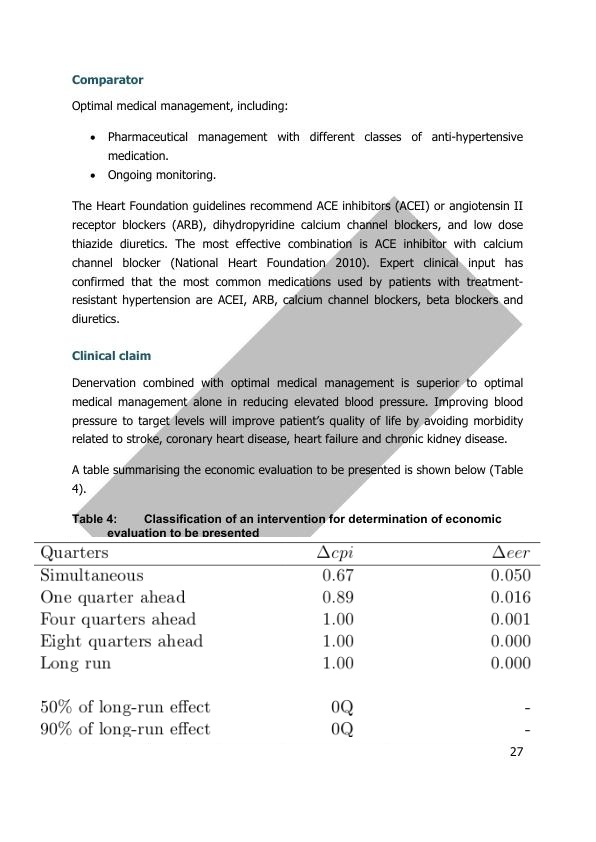 Comparator
Optimal medical management, including:
• Pharmaceutical management with different classes of anti-hypertensive
medication.
• Ongoing monitoring.
The Heart Foundation guidelines recommend ACE inhibitors (ACEI) or angiotensin II
receptor blockers (ARB), dihydropyridine calcium channel blockers, and low dose
thiazide diuretics. The most effective combination is ACE inhibitor with calcium
channel blocker (National Heart Foundation 2010). Expert clinical input has
confirmed that the most common medications used by patients with treatment-
resistant hypertension are ACEI, ARB, calcium channel blockers, beta blockers and
diuretics.
Clinical claim
Denervation combined with optimal medical management is superior to optimal
medical management alone in reducing elevated blood pressure. Improving blood
pressure to target levels will improve patient's quality of life by avoiding morbidity
related to stroke, coronary heart disease, heart failure and chronic kidney disease.
A table summarising the economic evaluation to be presented is shown below (Table
4).
Table 4: Classification of an intervention for determination of economic
evaluation to be presented
Quarters Δcpi Δeer
Simultaneous 0.67 0.050
One quarter ahead 0.89 0.016
Four quarters ahead 1.00 0.001
Eight quarters ahead 1.00 0.000
Long run 1.00 0.000
50% of long-run effect 0Q -
90% of long-run effect 0Q -
27